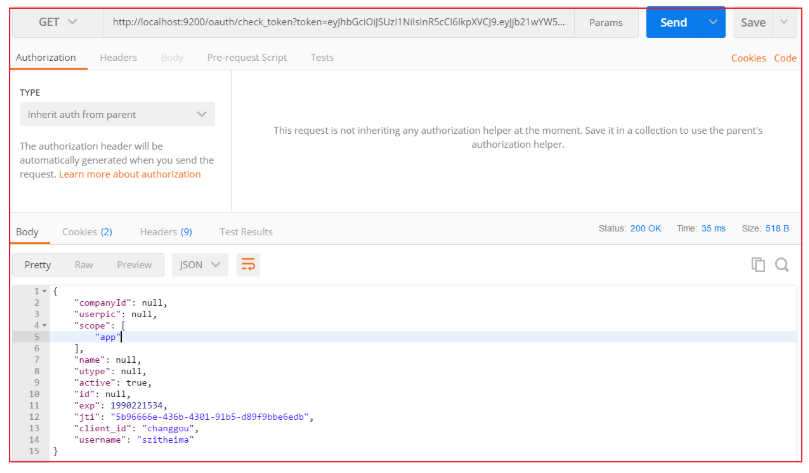 GET http://localhost:9200/oauth/check_token?token=eyJhbGciOiJSUzI1NiIsInR5cCI6IkpXVCJ9.eyJjb21wYW5... Params Send Save
Authorization Headers Body Pre-request Script Tests Cookies Code
TYPE
Inherit auth from parent
The authorization header will be
automatically generated when you send the
request. Learn more about authorization
This request is not inheriting any authorization helper at the moment. Save it in a collection to use the parent's
authorization helper.
Body Cookies (2) Headers (9) Test Results Status: 200 OK Time: 35 ms Size: 518 B
Pretty Raw Preview JSON
1 {
2 "companyId": null,
3 "userpic": null,
4 "scope": [
5 "app"
6 ],
7 "name": null,
8 "utype": null,
9 "active": true,
10 "id": null,
11 "exp": 1990221534,
12 "jti": "5b96666e-436b-4301-91b5-d89f9bbe6edb",
13 "client_id": "changgou",
14 "username": "szitheima"
15 }